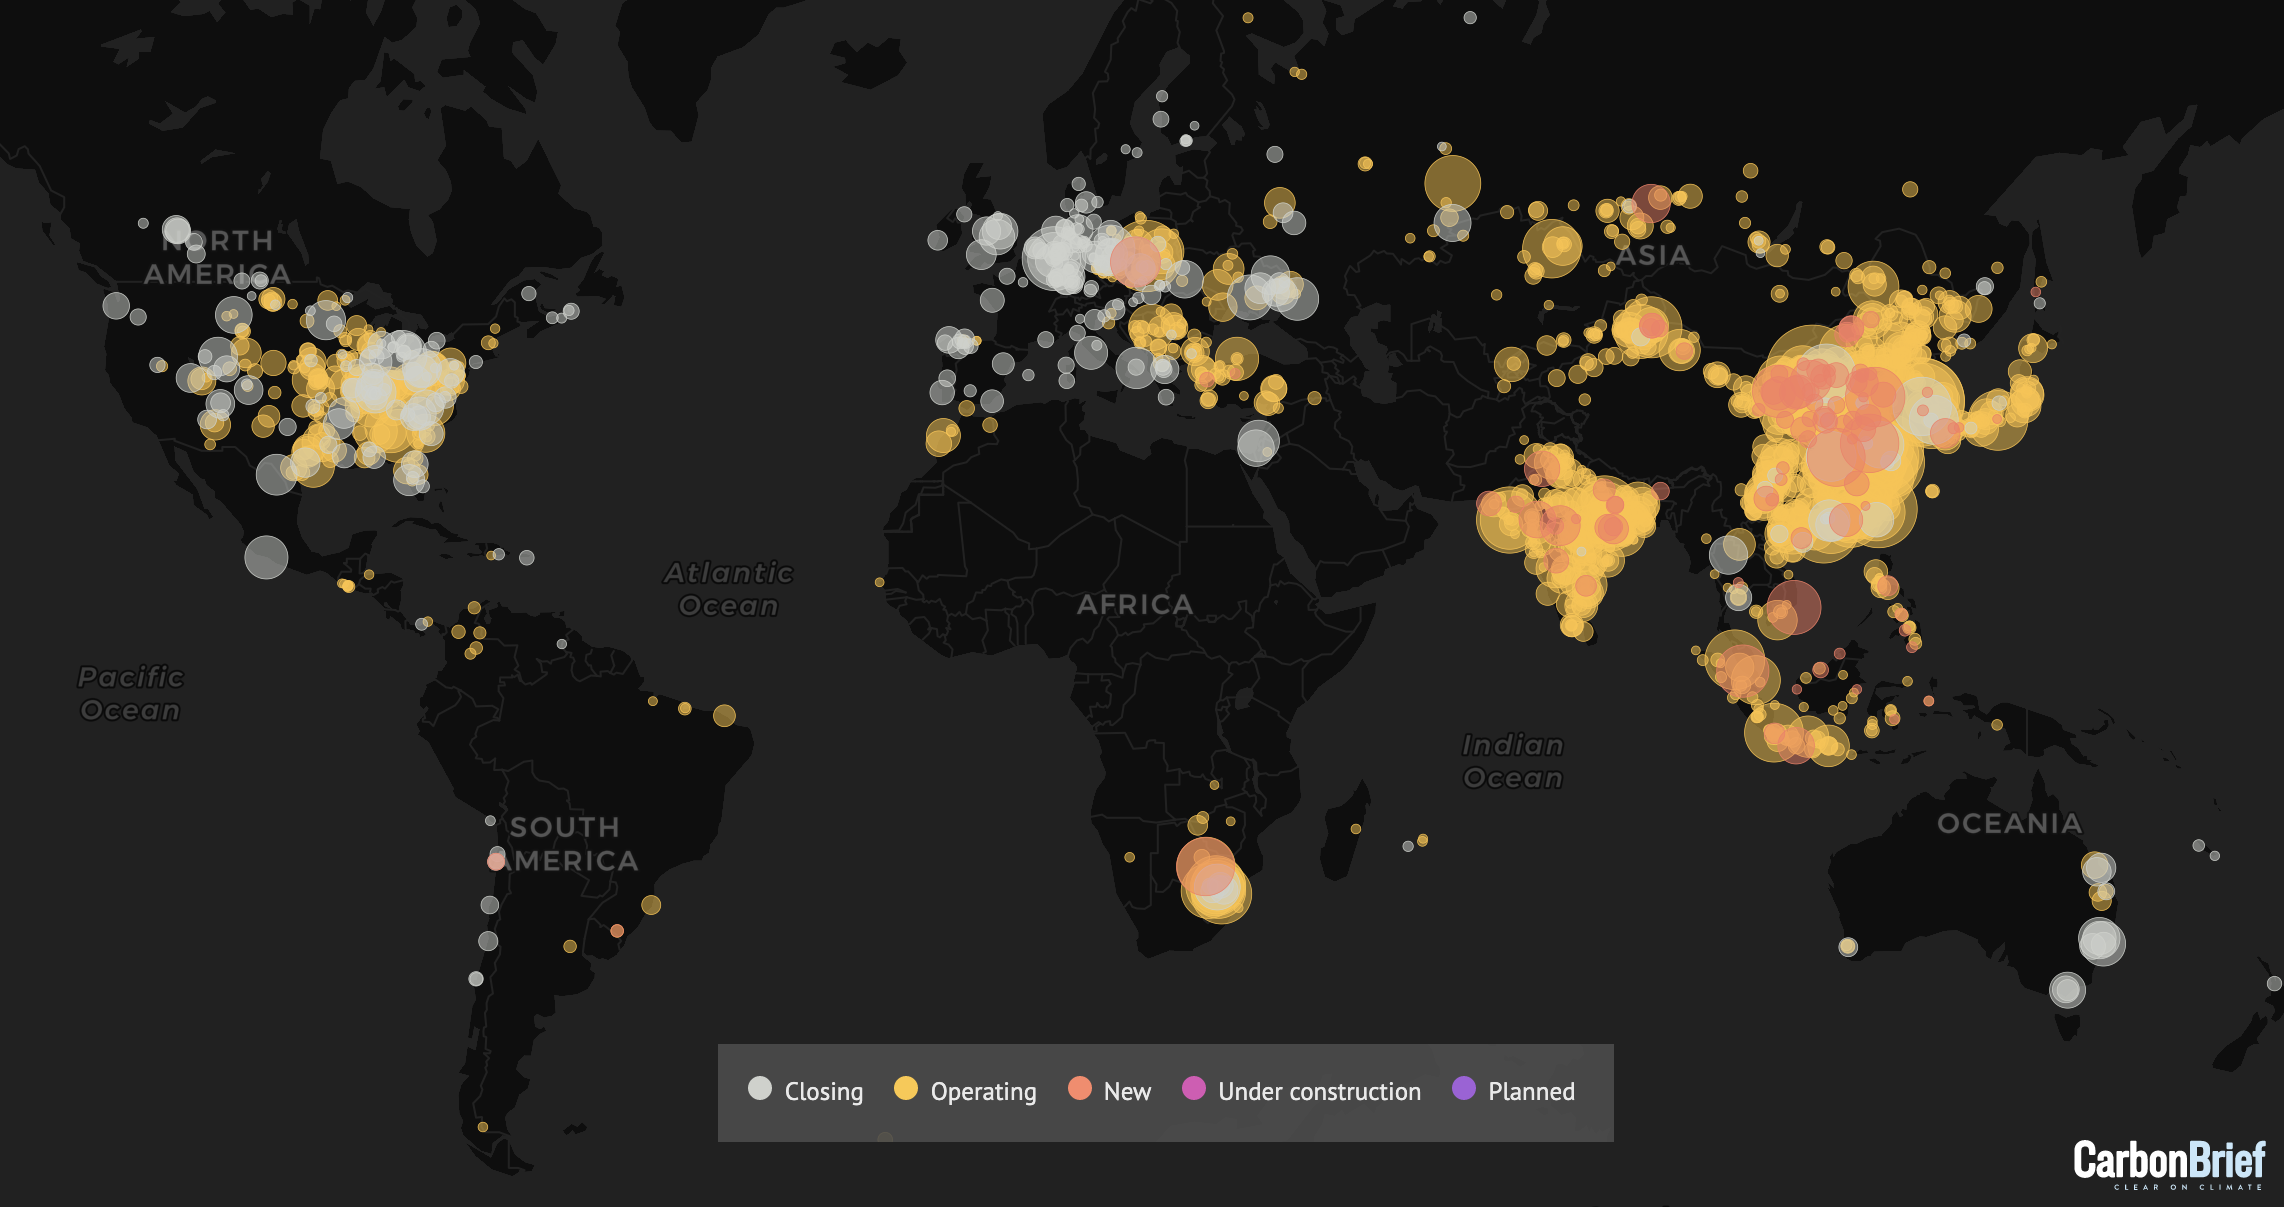 NORTH
AMERICA
ASIA
Atlantic
Ocean
AFRICA
Pacific
Ocean
Indian
Ocean
SOUTH
AMERICA
OCEANIA
Closing
Operating
New
Under construction
Planned
CarbonBrief
CLEAR ON CLIMATE